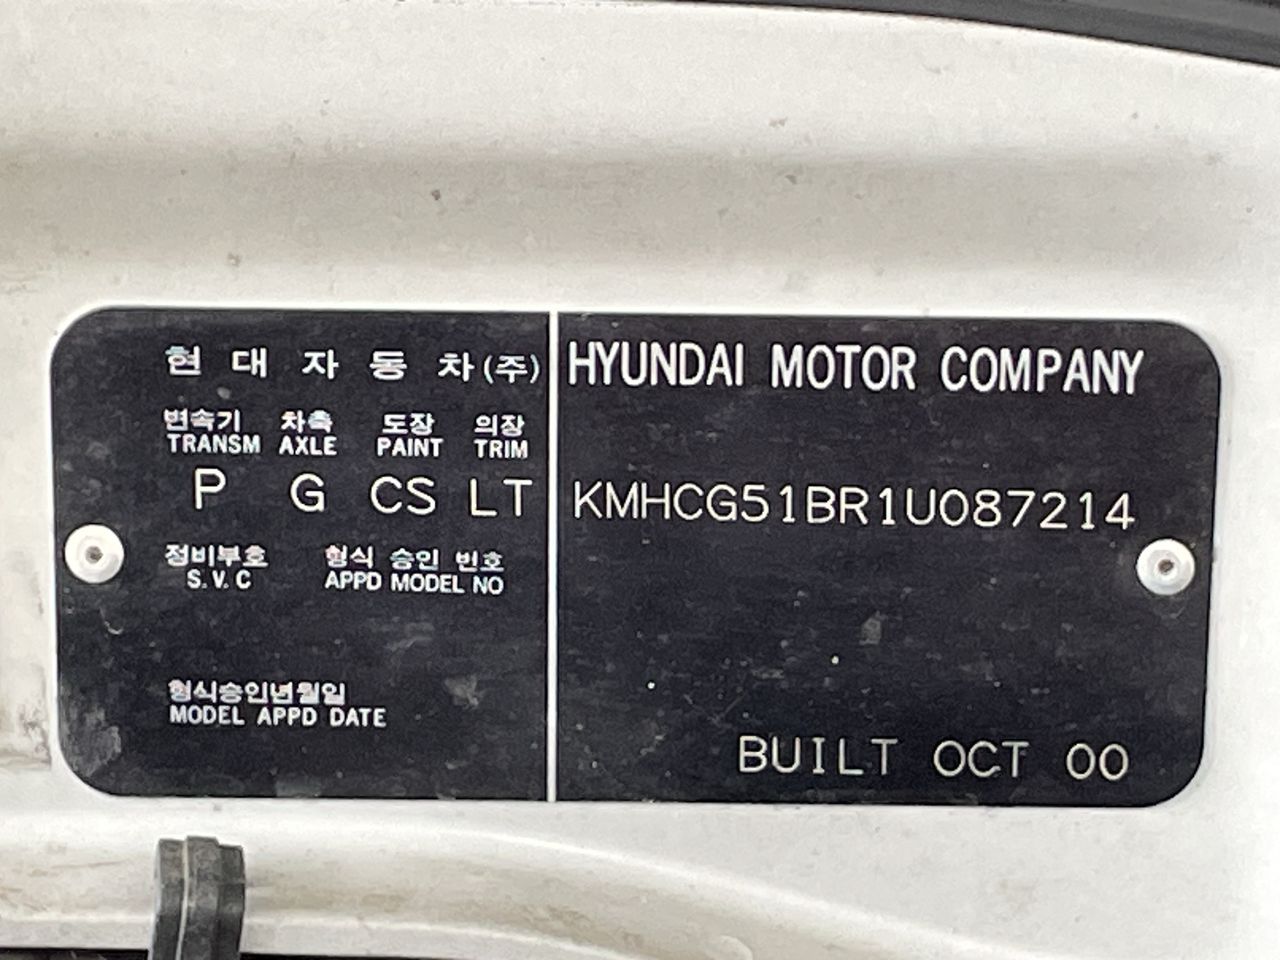 현대자동차(주)
변속기 차축 도장 의장
TRANSM AXLE PAINT TRIM
P G CS LT
정비부호 형식 승인 번호
S.V.C APPD MODEL NO
형식승인년월일
MODEL APPD DATE
HYUNDAI MOTOR COMPANY
KMHCG51BR1U087214
BUILT OCT 00